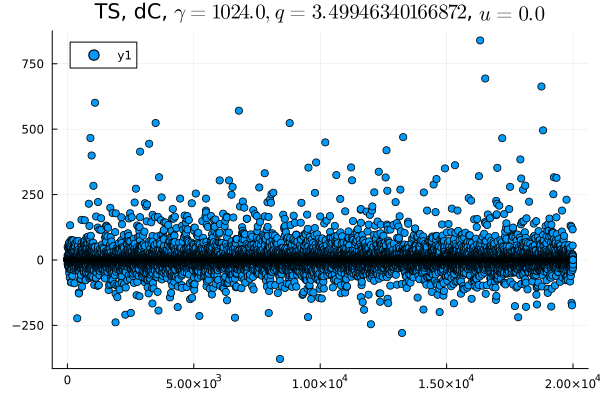 TS, dC, γ = 1024.0, q = 3.49946340166872, u = 0.0
y1
750
500
250
0
−250
0 5.00×10³ 1.00×10⁴ 1.50×10⁴ 2.00×10⁴